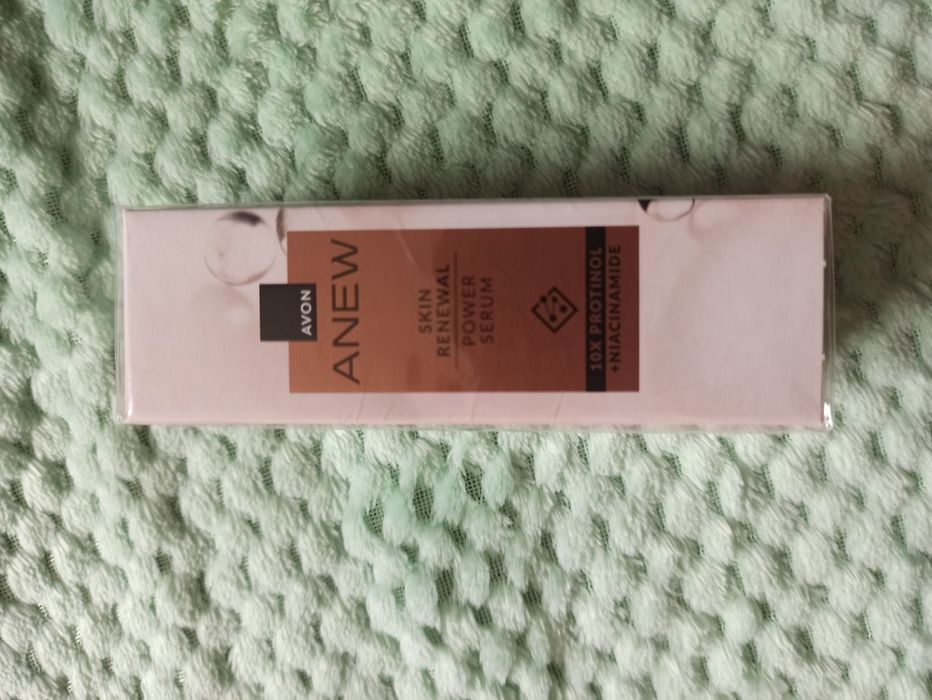 AVON
ANEW
SKIN
RENEWAL
POWER
SERUM
10X PROTINOL
+NIACINAMIDE